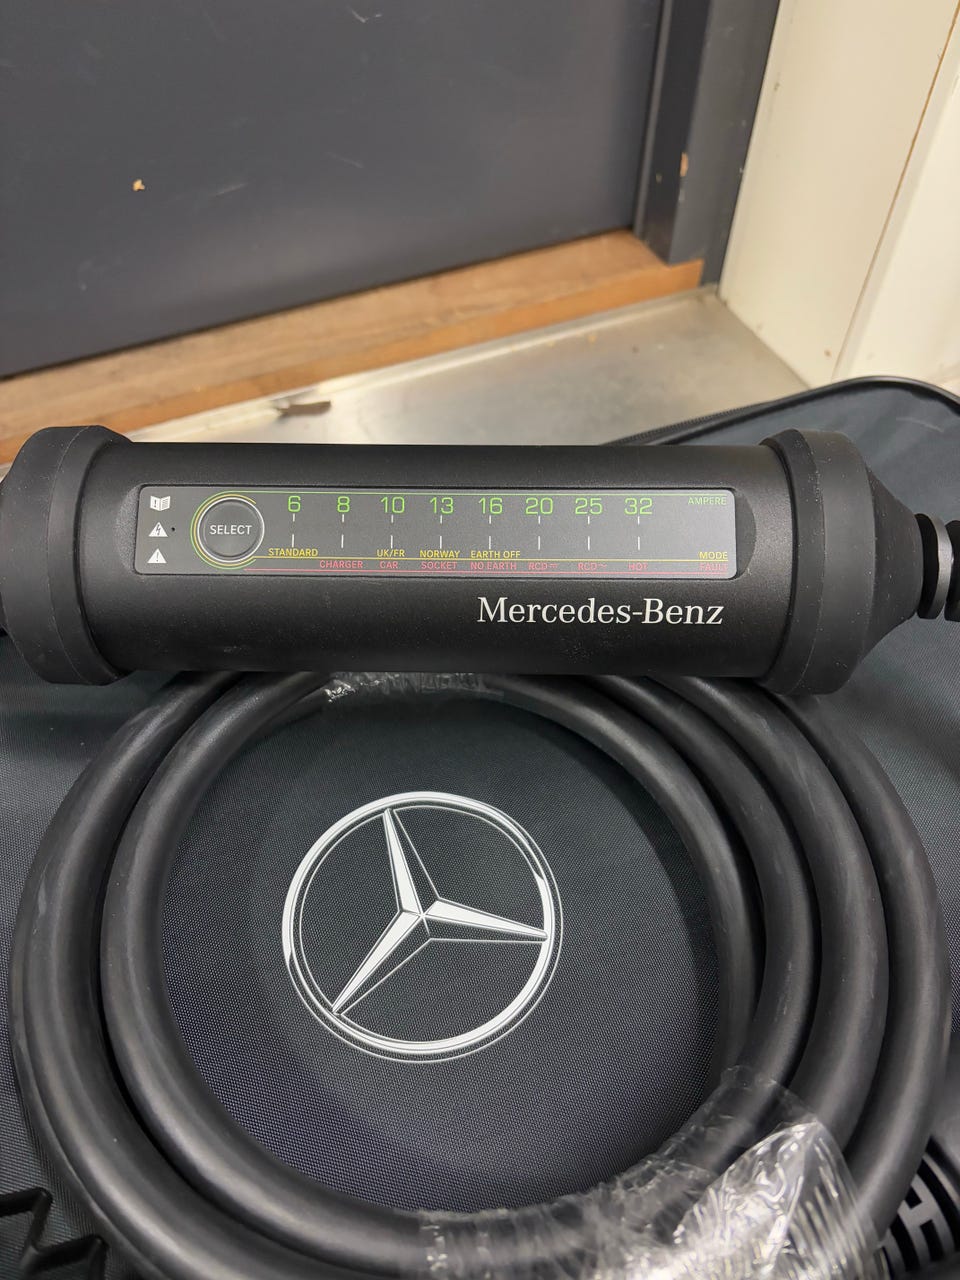 SELECT
6 8 10 13 16 20 25 32 AMPERE
STANDARD UK/FR NORWAY EARTH OFF MODE
CHARGER CAR SOCKET NO EARTH RCD⎓ RCD~ HOT FAULT
Mercedes-Benz